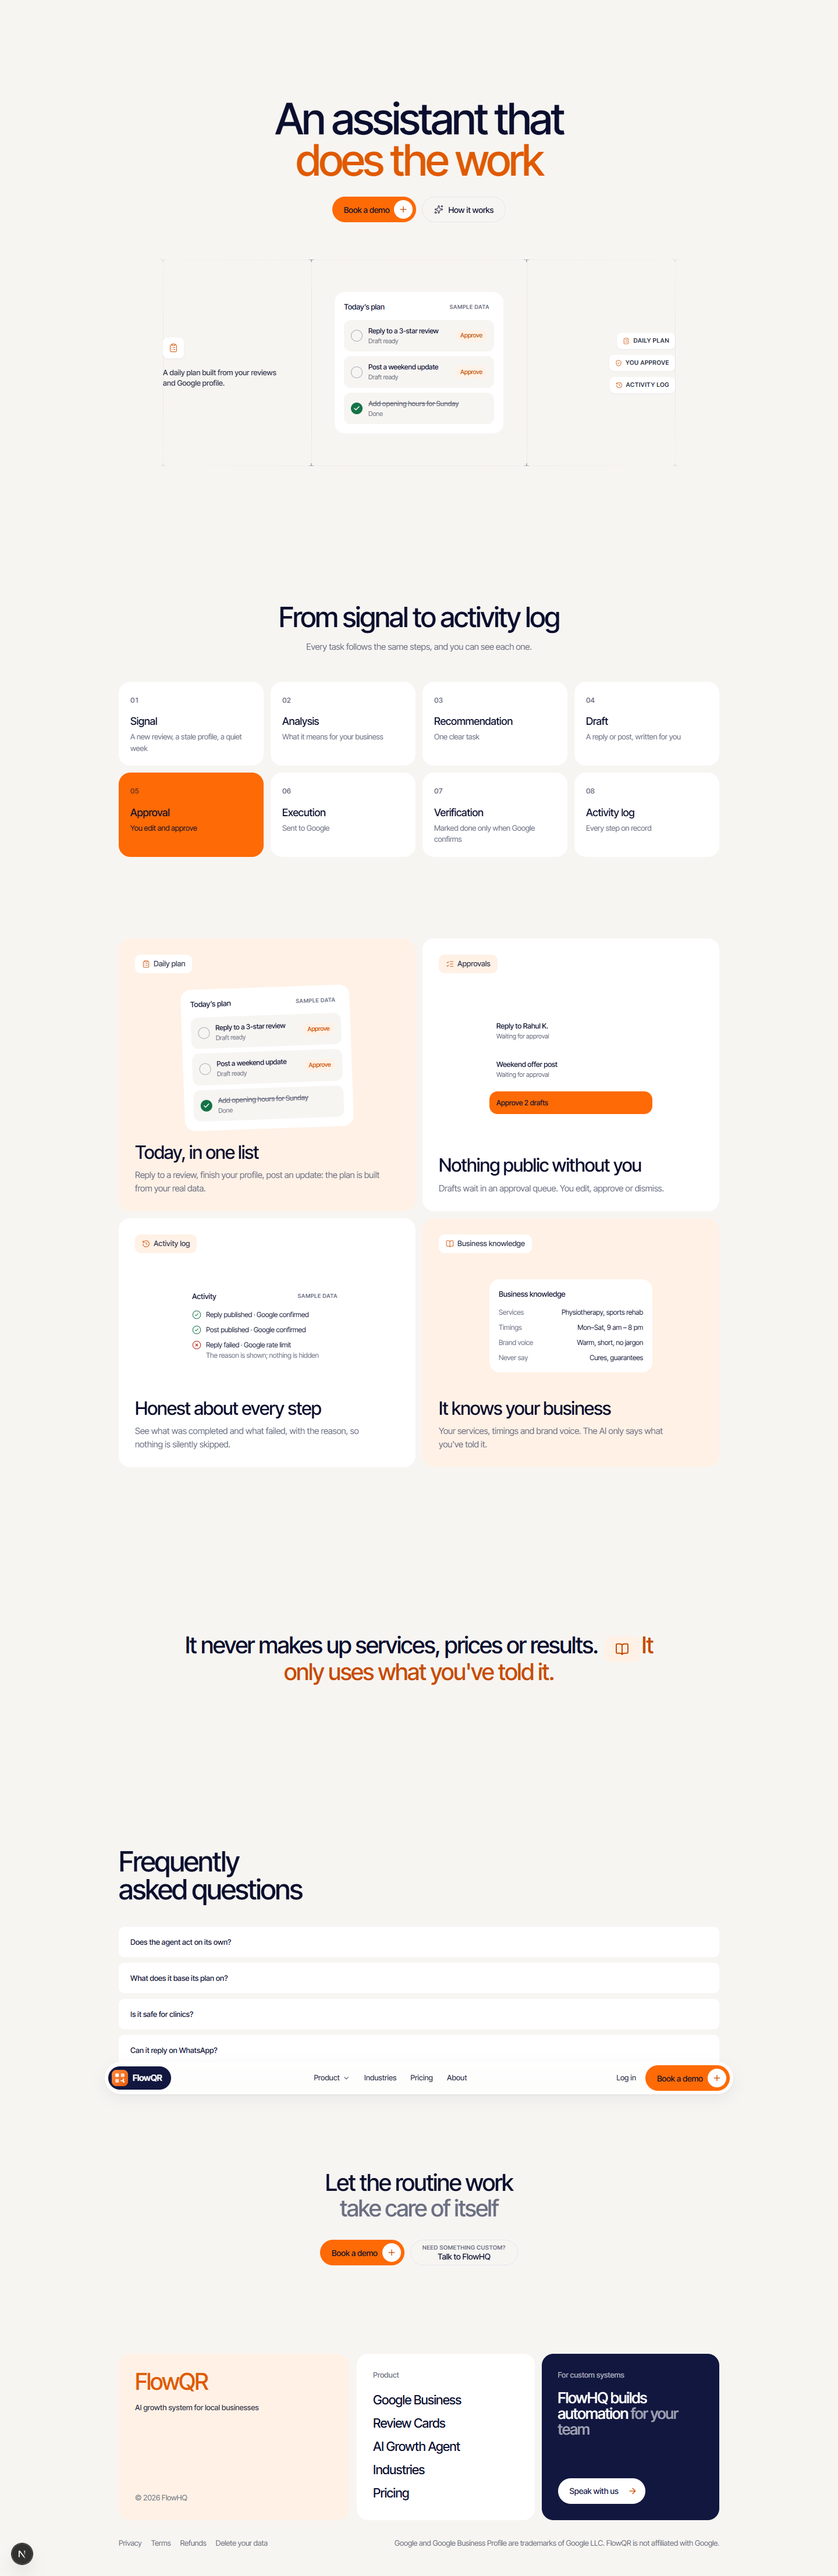 An assistant that
does the work
Book a demo
How it works
Today's plan
SAMPLE DATA
Reply to a 3-star review
Draft ready
Approve
Post a weekend update
Draft ready
Approve
Add opening hours for Sunday
Done
A daily plan built from your reviews
and Google profile.
DAILY PLAN
YOU APPROVE
ACTIVITY LOG
From signal to activity log
Every task follows the same steps, and you can see each one.
01
Signal
A new review, a stale profile, a quiet
week
02
Analysis
What it means for your business
03
Recommendation
One clear task
04
Draft
A reply or post, written for you
05
Approval
You edit and approve
06
Execution
Sent to Google
07
Verification
Marked done only when Google
confirms
08
Activity log
Every step on record
Daily plan
Today's plan
SAMPLE DATA
Reply to a 3-star review
Draft ready
Approve
Post a weekend update
Draft ready
Approve
Add opening hours for Sunday
Done
Today, in one list
Reply to a review, finish your profile, post an update: the plan is built
from your real data.
Approvals
Reply to Rahul K.
Waiting for approval
Weekend offer post
Waiting for approval
Approve 2 drafts
Nothing public without you
Drafts wait in an approval queue. You edit, approve or dismiss.
Activity log
Activity
SAMPLE DATA
Reply published · Google confirmed
Post published · Google confirmed
Reply failed · Google rate limit
The reason is shown; nothing is hidden
Honest about every step
See what was completed and what failed, with the reason, so
nothing is silently skipped.
Business knowledge
Business knowledge
Services
Physiotherapy, sports rehab
Timings
Mon–Sat, 9 am – 8 pm
Brand voice
Warm, short, no jargon
Never say
Cures, guarantees
It knows your business
Your services, timings and brand voice. The AI only says what
you've told it.
It never makes up services, prices or results. It
only uses what you've told it.
Frequently
asked questions
Does the agent act on its own?
What does it base its plan on?
Is it safe for clinics?
Can it reply on WhatsApp?
FlowQR
Product
Industries
Pricing
About
Log in
Book a demo
Let the routine work
take care of itself
Book a demo
NEED SOMETHING CUSTOM?
Talk to FlowHQ
FlowQR
AI growth system for local businesses
© 2026 FlowHQ
Product
Google Business
Review Cards
AI Growth Agent
Industries
Pricing
For custom systems
FlowHQ builds
automation for your
team
Speak with us
Privacy
Terms
Refunds
Delete your data
Google and Google Business Profile are trademarks of Google LLC. FlowQR is not affiliated with Google.
N